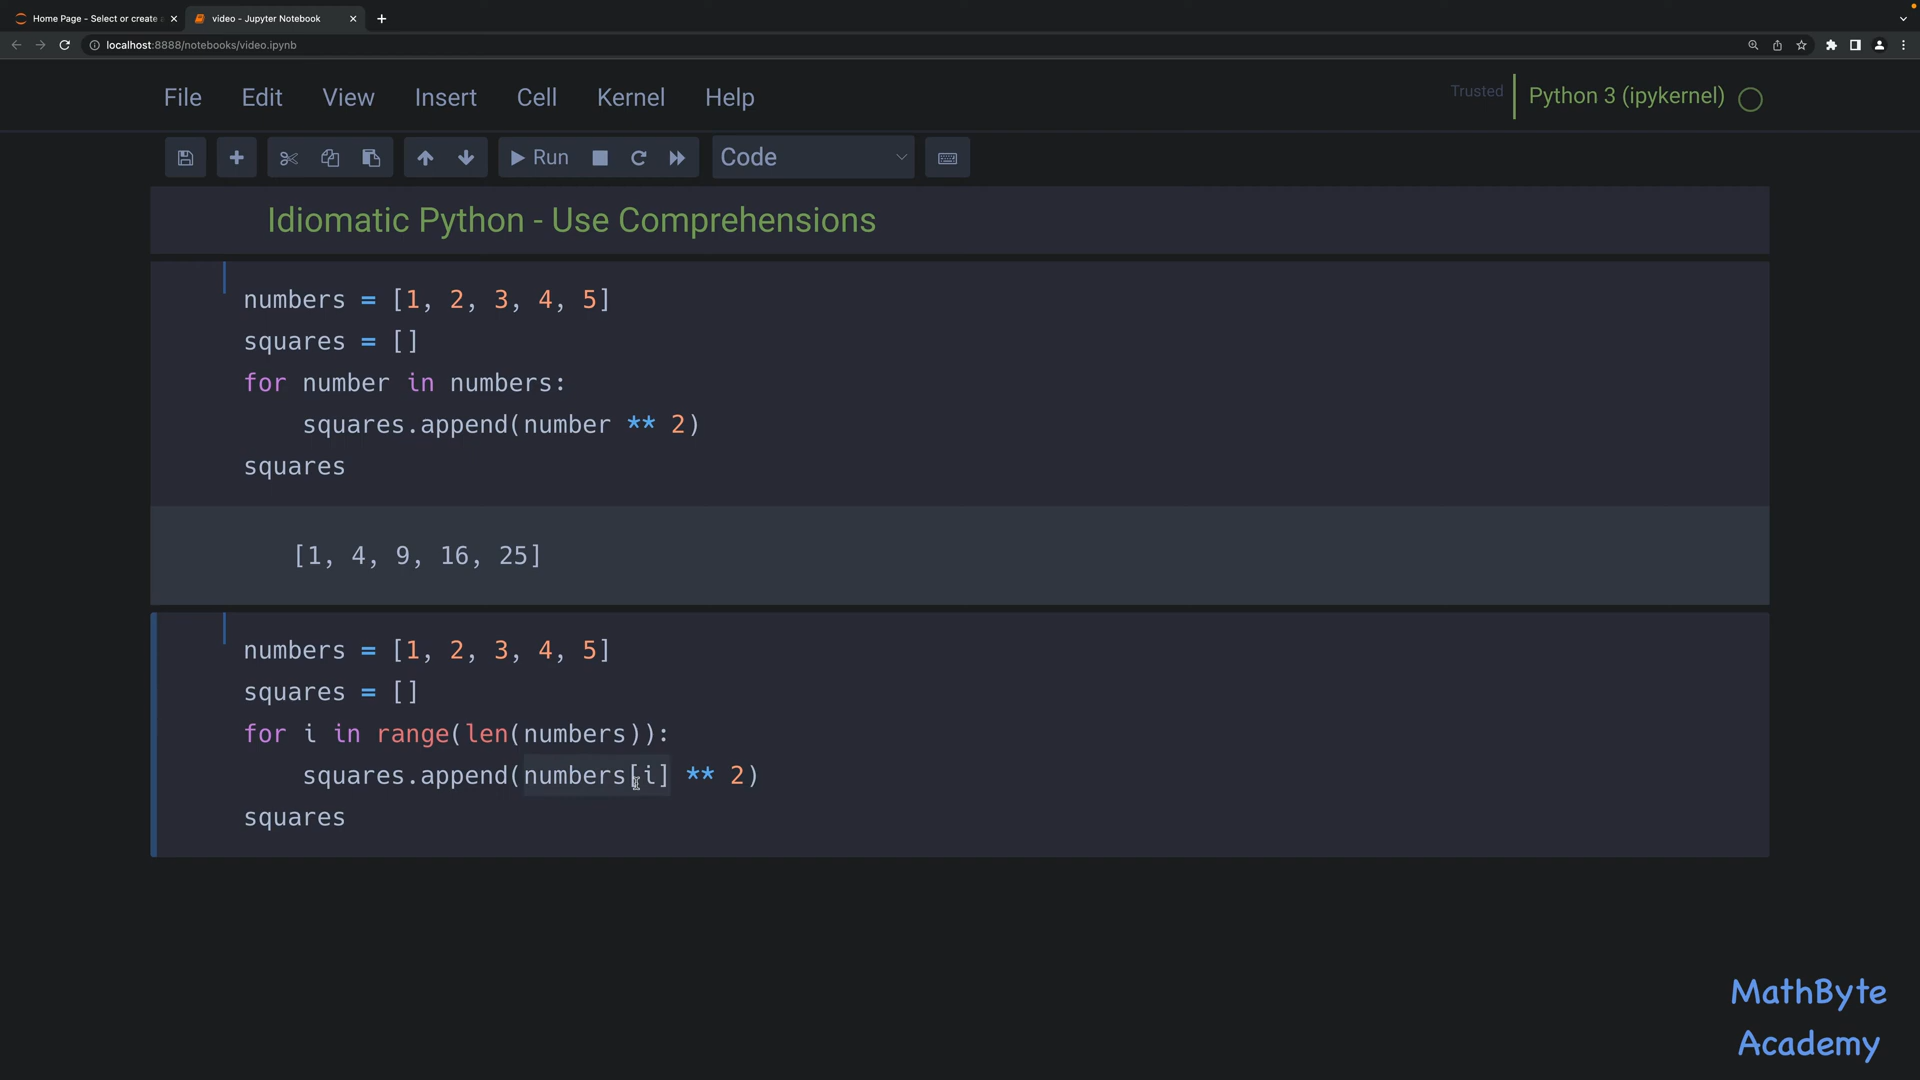 Home Page - Select or create
video - Jupyter Notebook
localhost:8888/notebooks/video.ipynb
File Edit View Insert Cell Kernel Help
Trusted
Python 3 (ipykernel)
Run
Code
Idiomatic Python - Use Comprehensions
numbers = [1, 2, 3, 4, 5]
squares = []
for number in numbers:
    squares.append(number ** 2)
squares
[1, 4, 9, 16, 25]
numbers = [1, 2, 3, 4, 5]
squares = []
for i in range(len(numbers)):
    squares.append(numbers[i] ** 2)
squares
MathByte
Academy